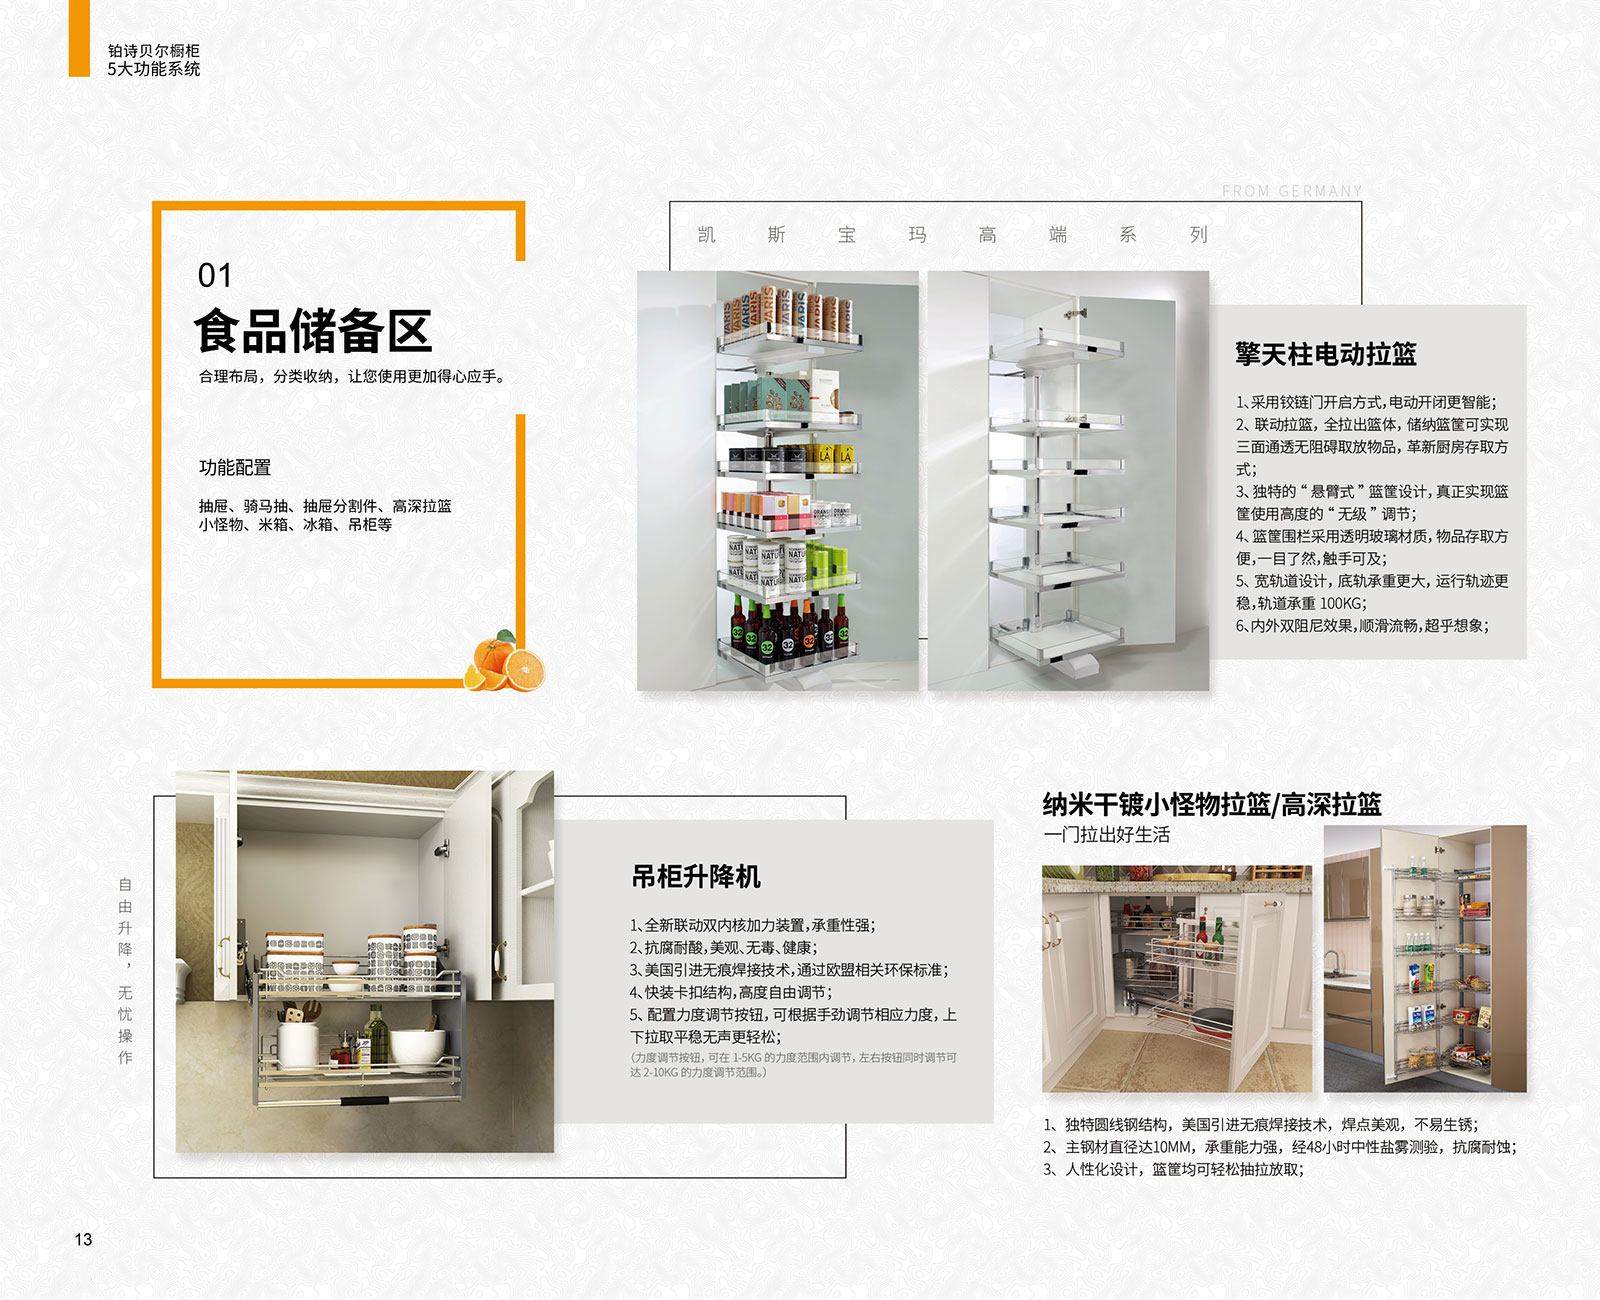 铂诗贝尔橱柜
5大功能系统
01
食品储备区
合理布局，分类收纳，让您使用更加得心应手。
功能配置
抽屉、骑马抽、抽屉分割件、高深拉篮
小怪物、米箱、冰箱、吊柜等
FROM GERMANY
凯斯宝玛高端系列
擎天柱电动拉篮
1、采用铰链门开启方式，电动开闭更智能；
2、联动拉篮，全拉出篮体，储纳篮筐可实现
三面通透无阻碍取放物品，革新厨房存取方
式；
3、独特的“悬臂式”篮筐设计，真正实现篮
筐使用高度的“无级”调节；
4、篮筐围栏采用透明玻璃材质，物品存取方
便，一目了然，触手可及；
5、宽轨道设计，底轨承重更大，运行轨迹更
稳，轨道承重 100KG；
6、内外双阻尼效果，顺滑流畅，超乎想象；
自由升降，无忧操作
吊柜升降机
1、全新联动双内核加力装置，承重性强；
2、抗腐耐酸，美观、无毒、健康；
3、美国引进无痕焊接技术，通过欧盟相关环保标准；
4、快装卡扣结构，高度自由调节；
5、配置力度调节按钮，可根据手劲调节相应力度，上
下拉取平稳无声更轻松；
（力度调节按钮，可在 1-5KG 的力度范围内调节，左右按钮同时调节可
达 2-10KG 的力度调节范围。）
纳米干镀小怪物拉篮/高深拉篮
一门拉出好生活
1、独特圆线钢结构，美国引进无痕焊接技术，焊点美观，不易生锈；
2、主钢材直径达10MM，承重能力强，经48小时中性盐雾测验，抗腐耐蚀；
3、人性化设计，篮筐均可轻松抽拉放取；
13